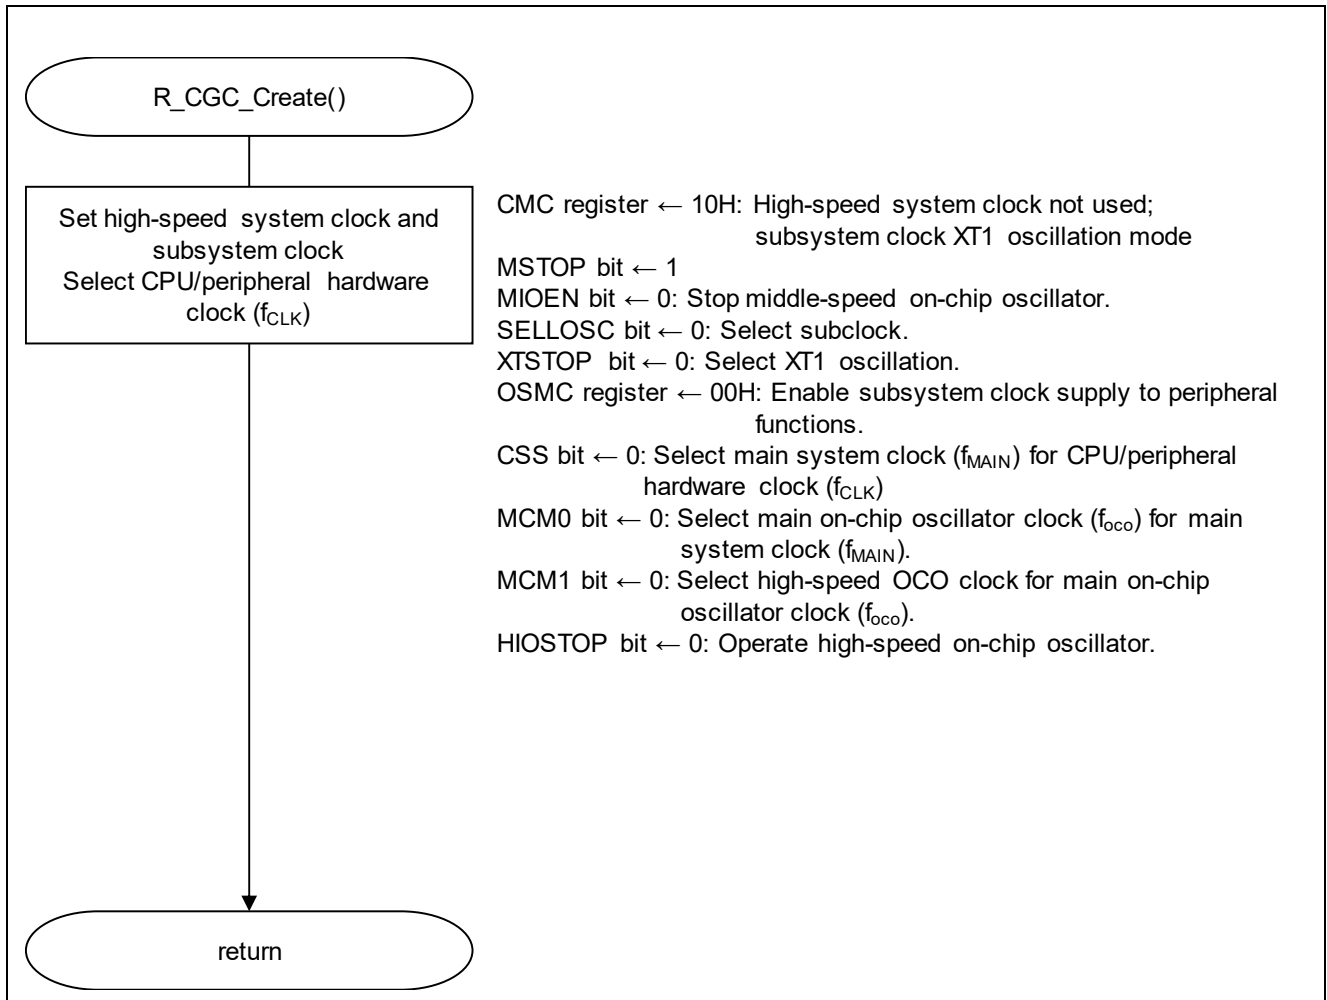 R_CGC_Create()
Set high-speed system clock and
subsystem clock
Select CPU/peripheral hardware
clock (fCLK)
CMC register ← 10H: High-speed system clock not used;
subsystem clock XT1 oscillation mode
MSTOP bit ← 1
MIOEN bit ← 0: Stop middle-speed on-chip oscillator.
SELLOSC bit ← 0: Select subclock.
XTSTOP bit ← 0: Select XT1 oscillation.
OSMC register ← 00H: Enable subsystem clock supply to peripheral
functions.
CSS bit ← 0: Select main system clock (fMAIN) for CPU/peripheral
hardware clock (fCLK)
MCM0 bit ← 0: Select main on-chip oscillator clock (foco) for main
system clock (fMAIN).
MCM1 bit ← 0: Select high-speed OCO clock for main on-chip
oscillator clock (foco).
HIOSTOP bit ← 0: Operate high-speed on-chip oscillator.
return